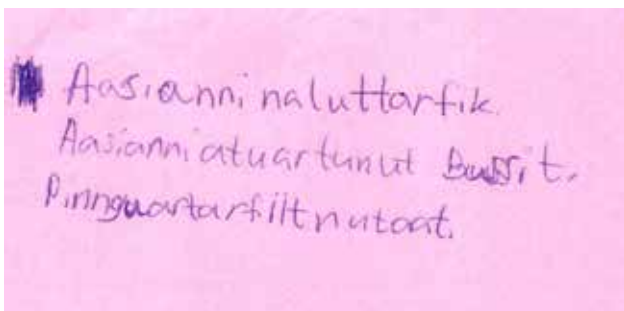 Aasianni naluttarfik.
Aasianni atuartunut Bussit.
Pinnguartarfiit nutaat.